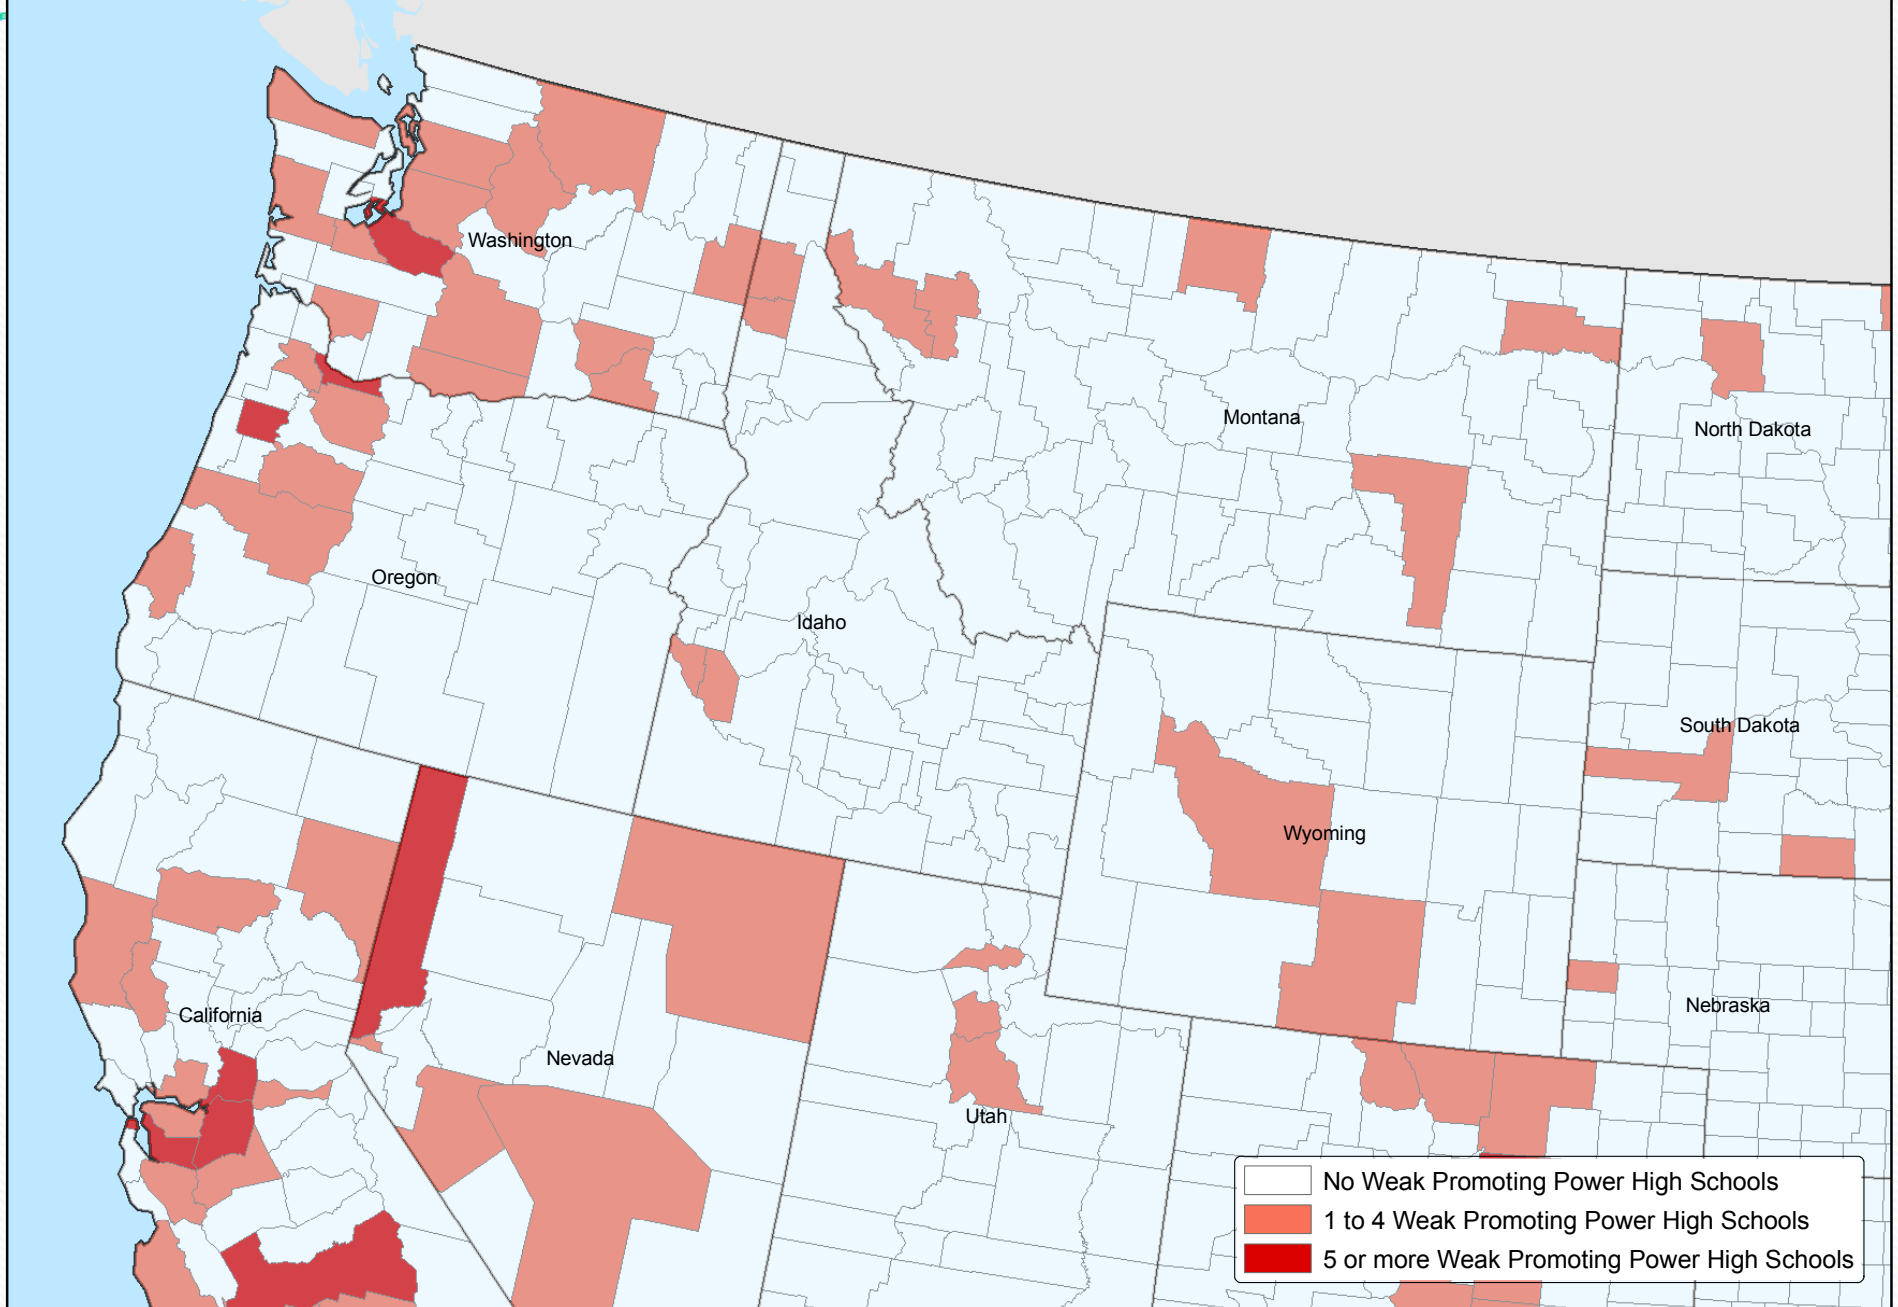 Washington
Montana
North Dakota
Oregon
Idaho
South Dakota
Wyoming
California
Nebraska
Nevada
Utah
No Weak Promoting Power High Schools
1 to 4 Weak Promoting Power High Schools
5 or more Weak Promoting Power High Schools